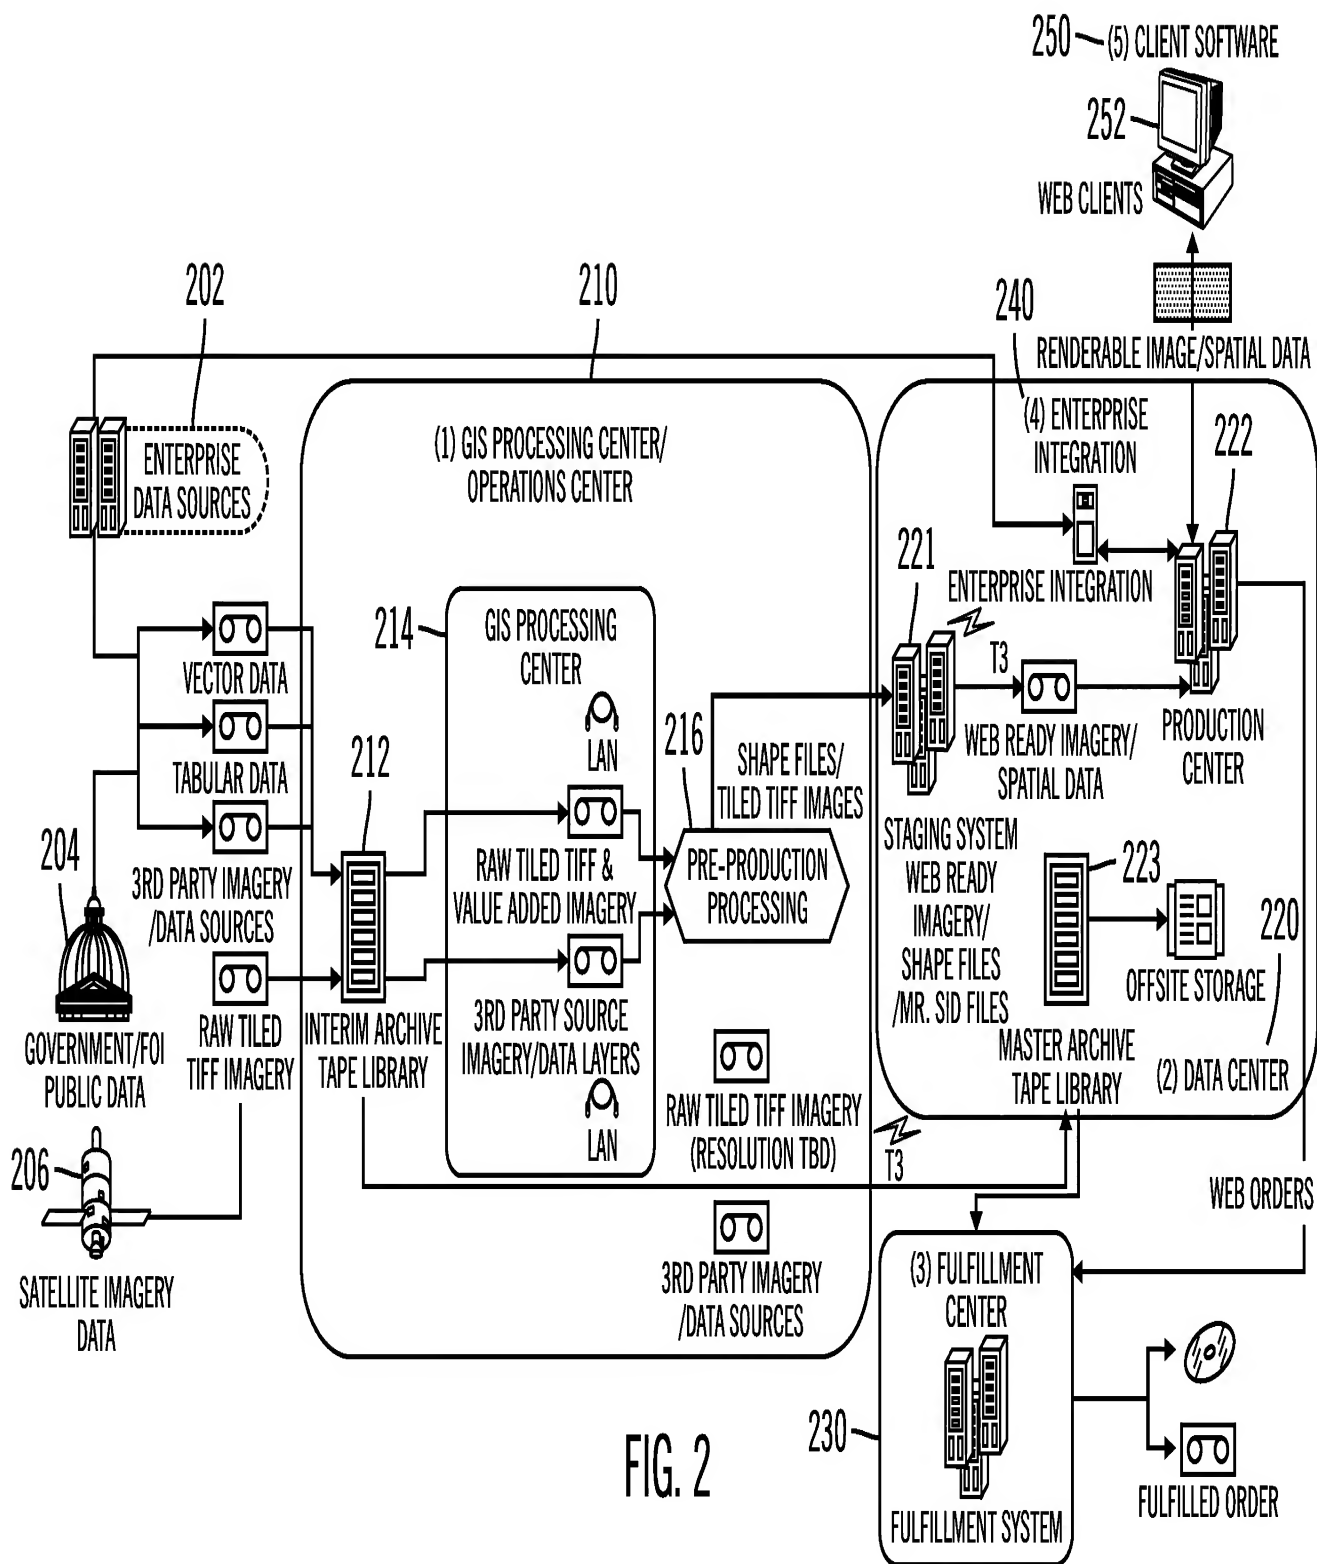 250
(5) CLIENT SOFTWARE
252
WEB CLIENTS
RENDERABLE IMAGE/SPATIAL DATA
202
ENTERPRISE
DATA SOURCES
210
(1) GIS PROCESSING CENTER/
OPERATIONS CENTER
240
(4) ENTERPRISE
INTEGRATION
222
221
ENTERPRISE INTEGRATION
T3
WEB READY IMAGERY/
SPATIAL DATA
PRODUCTION
CENTER
VECTOR DATA
TABULAR DATA
3RD PARTY IMAGERY
/DATA SOURCES
204
GOVERNMENT/FOI
PUBLIC DATA
RAW TILED
TIFF IMAGERY
206
SATELLITE IMAGERY
DATA
212
INTERIM ARCHIVE
TAPE LIBRARY
214
GIS PROCESSING
CENTER
LAN
RAW TILED TIFF &
VALUE ADDED IMAGERY
3RD PARTY SOURCE
IMAGERY/DATA LAYERS
LAN
216
PRE-PRODUCTION
PROCESSING
SHAPE FILES/
TILED TIFF IMAGES
RAW TILED TIFF IMAGERY
(RESOLUTION TBD)
3RD PARTY IMAGERY
/DATA SOURCES
STAGING SYSTEM
WEB READY
IMAGERY/
SHAPE FILES
/MR. SID FILES
223
MASTER ARCHIVE
TAPE LIBRARY
OFFSITE STORAGE
220
(2) DATA CENTER
T3
WEB ORDERS
(3) FULFILLMENT
CENTER
230
FULFILLMENT SYSTEM
FULFILLED ORDER
FIG. 2